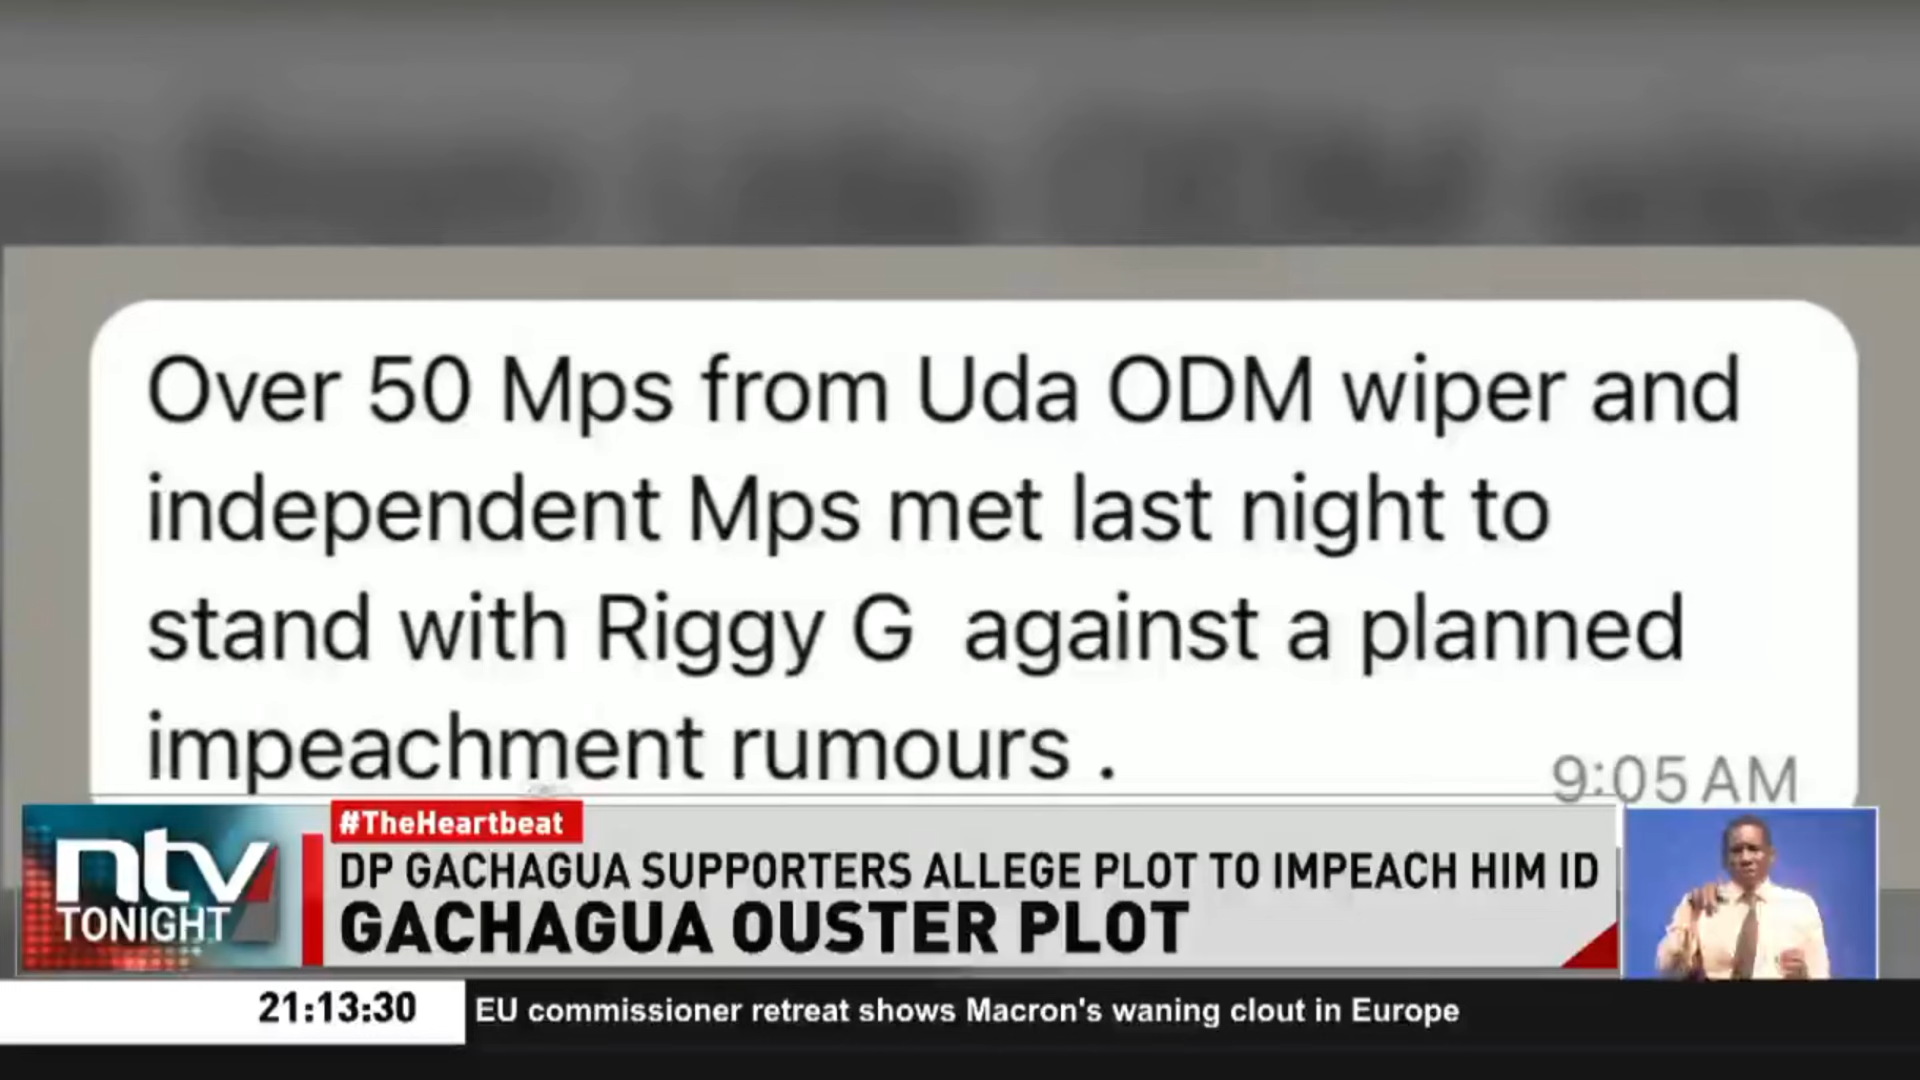 Over 50 Mps from Uda ODM wiper and
independent Mps met last night to
stand with Riggy G  against a planned
impeachment rumours .
9:05 AM
#TheHeartbeat
ntv
TONIGHT
DP GACHAGUA SUPPORTERS ALLEGE PLOT TO IMPEACH HIM ID
GACHAGUA OUSTER PLOT
21:13:30
EU commissioner retreat shows Macron's waning clout in Europe